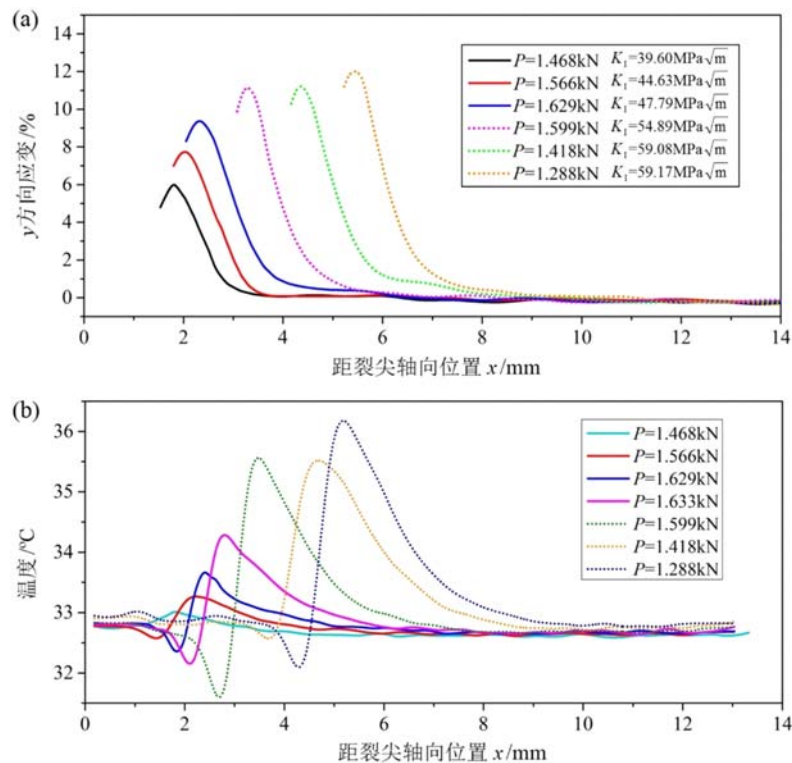 (a)
14
12
10
8
6
4
2
0
y方向应变/%
P=1.468kN K₁=39.60MPa√m
P=1.566kN K₁=44.63MPa√m
P=1.629kN K₁=47.79MPa√m
P=1.599kN K₁=54.89MPa√m
P=1.418kN K₁=59.08MPa√m
P=1.288kN K₁=59.17MPa√m
0 2 4 6 8 10 12 14
距裂尖轴向位置 x/mm
(b)
36
35
34
33
32
温度/℃
P=1.468kN
P=1.566kN
P=1.629kN
P=1.633kN
P=1.599kN
P=1.418kN
P=1.288kN
0 2 4 6 8 10 12 14
距裂尖轴向位置 x/mm